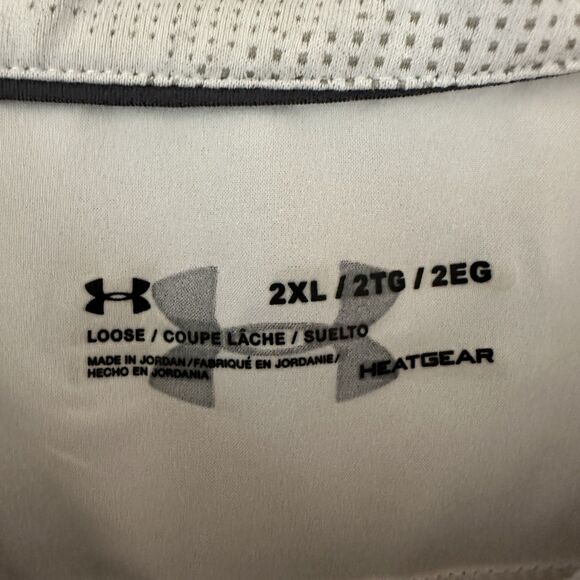 2XL / 2TG / 2EG
LOOSE / COUPE LÂCHE / SUELTO
MADE IN JORDAN/FABRIQUÉ EN JORDANIE/
HECHO EN JORDANIA
HEATGEAR